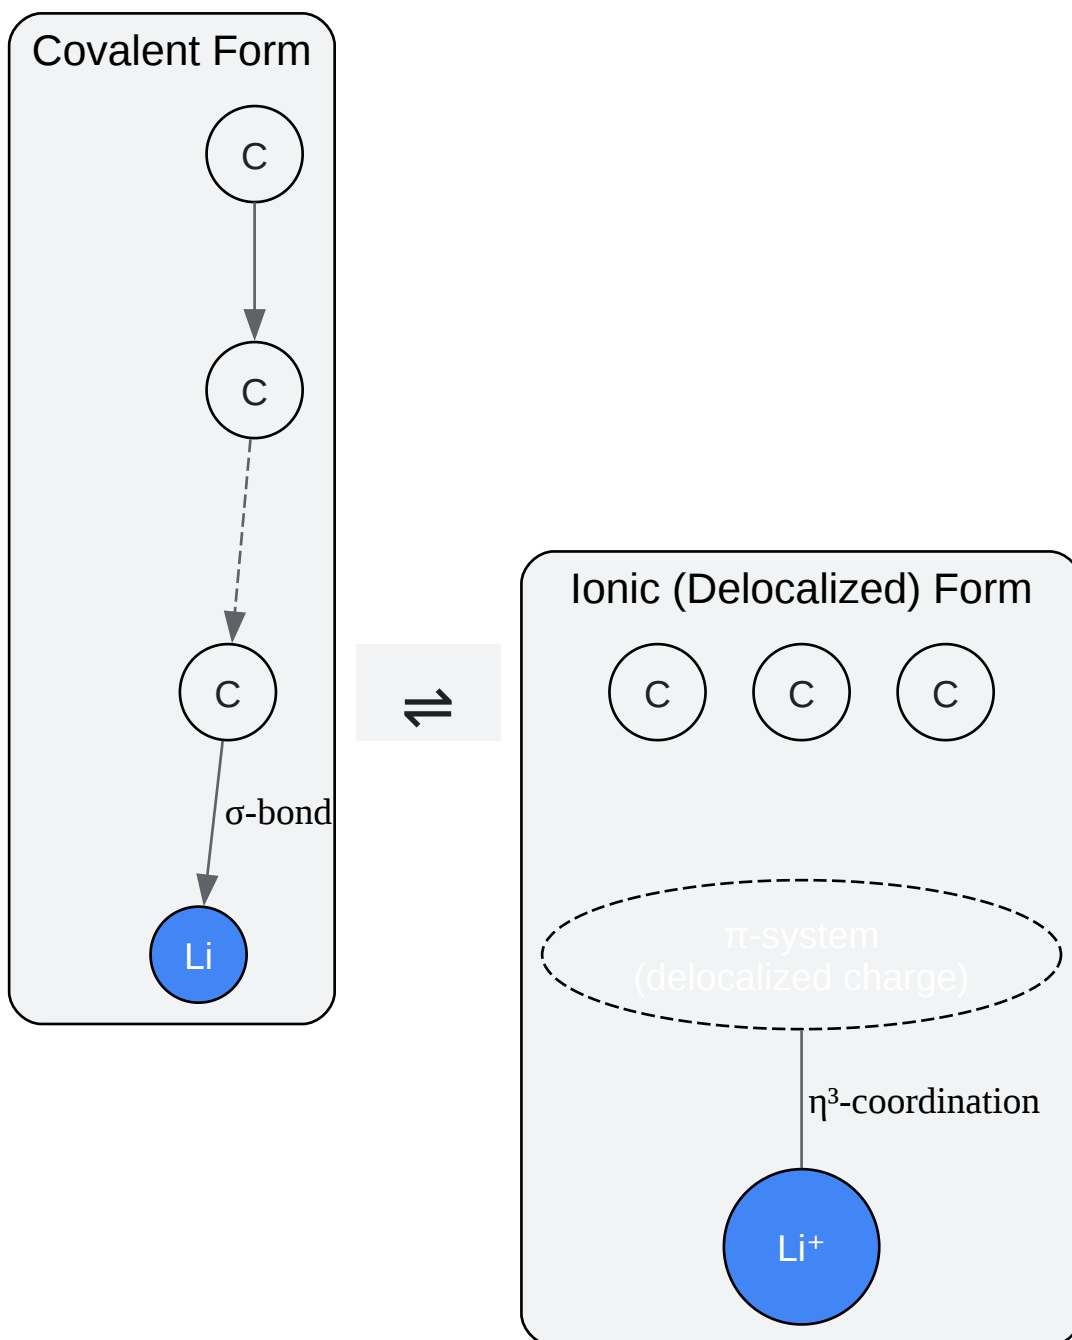 Covalent Form
C
C
C
σ-bond
Li
⇌
Ionic (Delocalized) Form
C C C
π-system
(delocalized charge)
η³-coordination
Li⁺